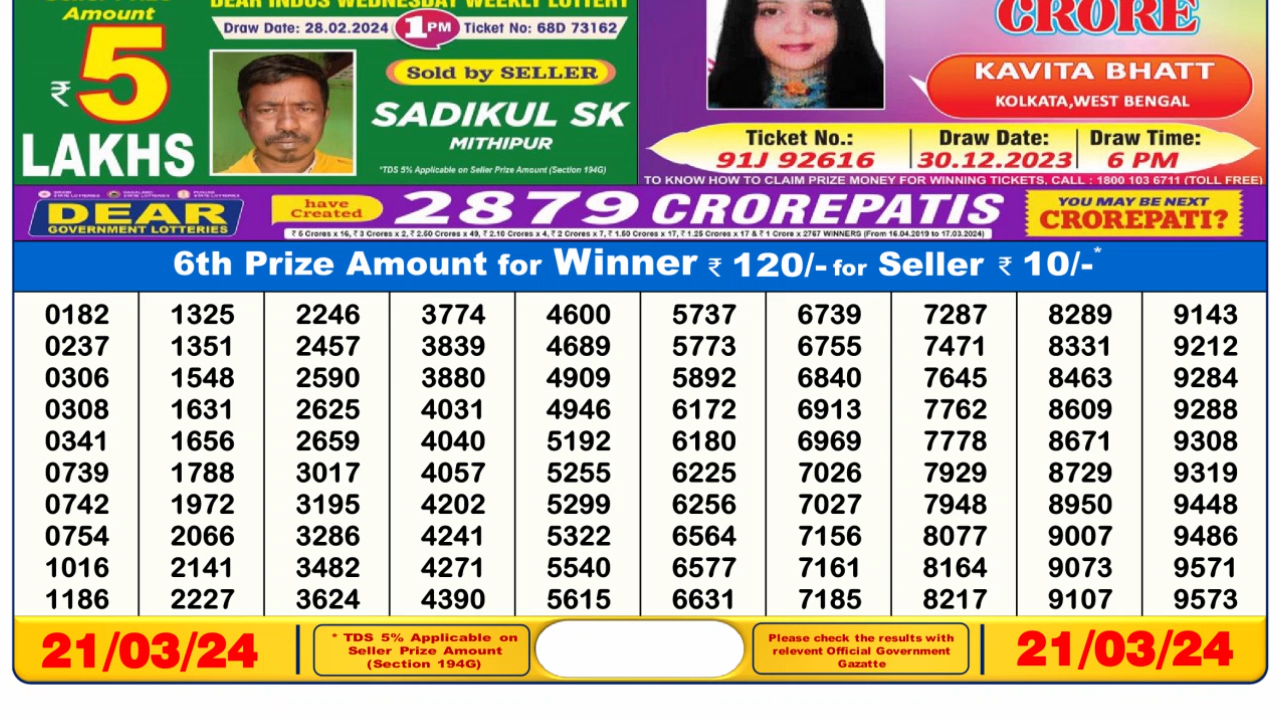 Amount
₹ 5
LAKHS
DEAR INDUS WEDNESDAY WEEKLY LOTTERY
Draw Date: 28.02.2024 1PM Ticket No: 68D 73162
Sold by SELLER
SADIKUL SK
MITHIPUR
*TDS 5% Applicable on Seller Prize Amount (Section 194G)
CRORE
KAVITA BHATT
KOLKATA,WEST BENGAL
Ticket No.: Draw Date: Draw Time:
91J 92616 30.12.2023 6 PM
TO KNOW HOW TO CLAIM PRIZE MONEY FOR WINNING TICKETS, CALL : 1800 103 6711 (TOLL FREE)
DEAR
GOVERNMENT LOTTERIES
have
Created
2879 CROREPATIS
₹ 5 Crores x 16, ₹ 3 Crores x 2, ₹ 2.50 Crores x 49, ₹ 2.10 Crores x 4, ₹ 2 Crores x 7, ₹ 1.50 Crores x 17, ₹ 1.25 Crores x 17 & ₹ 1 Crore x 2767 WINNERS (From 16.04.2019 to 17.03.2024)
YOU MAY BE NEXT
CROREPATI?
6th Prize Amount for Winner ₹ 120/- for Seller ₹ 10/-*
0182 1325 2246 3774 4600 5737 6739 7287 8289 9143
0237 1351 2457 3839 4689 5773 6755 7471 8331 9212
0306 1548 2590 3880 4909 5892 6840 7645 8463 9284
0308 1631 2625 4031 4946 6172 6913 7762 8609 9288
0341 1656 2659 4040 5192 6180 6969 7778 8671 9308
0739 1788 3017 4057 5255 6225 7026 7929 8729 9319
0742 1972 3195 4202 5299 6256 7027 7948 8950 9448
0754 2066 3286 4241 5322 6564 7156 8077 9007 9486
1016 2141 3482 4271 5540 6577 7161 8164 9073 9571
1186 2227 3624 4390 5615 6631 7185 8217 9107 9573
21/03/24
* TDS 5% Applicable on
Seller Prize Amount
(Section 194G)
Please check the results with
relevent Official Government
Gazatte
21/03/24